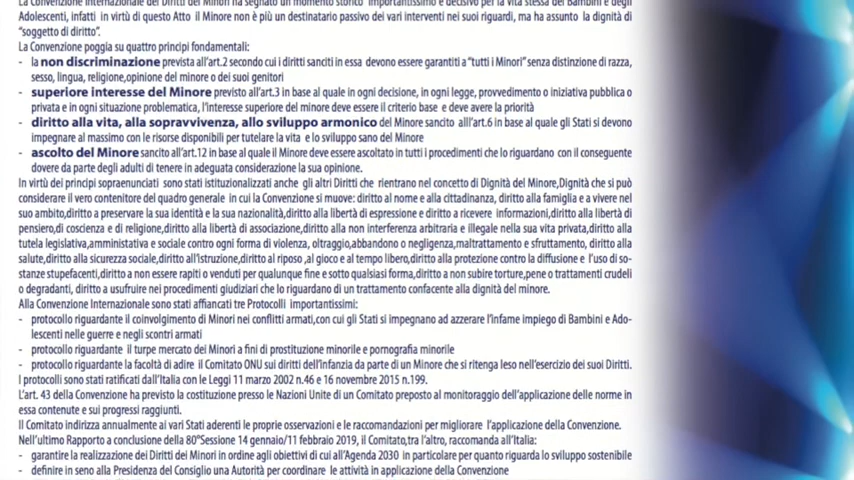 La Convenzione Internazionale dei Diritti del Minori ha segnato un momento storico importantissimo e decisivo per la vita stessa dei Bambini e degli
Adolescenti, infatti in virtù di questo Atto il Minore non è più un destinatario passivo dei vari interventi nei suoi riguardi, ma ha assunto la dignità di
"soggetto di diritto".
La Convenzione poggia su quattro principi fondamentali:
- la non discriminazione prevista all'art.2 secondo cui i diritti sanciti in essa devono essere garantiti a "tutti i Minori" senza distinzione di razza,
sesso, lingua, religione,opinione del minore o dei suoi genitori
- superiore interesse del Minore previsto all'art.3 in base al quale in ogni decisione, in ogni legge, provvedimento o iniziativa pubblica o
privata e in ogni situazione problematica, l'interesse superiore del minore deve essere il criterio base e deve avere la priorità
- diritto alla vita, alla sopravvivenza, allo sviluppo armonico del Minore sancito alll'art.6 in base al quale gli Stati si devono
impegnare al massimo con le risorse disponibili per tutelare la vita e lo sviluppo sano del Minore
- ascolto del Minore sancito all'art.12 in base al quale il Minore deve essere ascoltato in tutti i procedimenti che lo riguardano con il conseguente
dovere da parte degli adulti di tenere in adeguata considerazione la sua opinione.
In virtù dei principi sopraenunciati sono stati istituzionalizzati anche gli altri Diritti che rientrano nel concetto di Dignità del Minore,Dignità che si può
considerare il vero contenitore del quadro generale in cui la Convenzione si muove: diritto al nome e alla cittadinanza, diritto alla famiglia e a vivere nel
suo ambito,diritto a preservare la sua identità e la sua nazionalità,diritto alla libertà di espressione e diritto a ricevere informazioni,diritto alla libertà di
pensiero,di coscienza e di religione,diritto alla libertà di associazione,diritto alla non interferenza arbitraria e illegale nella sua vita privata,diritto alla
tutela legislativa,amministativa e sociale contro ogni forma di violenza, oltraggio,abbandono o negligenza,maltrattamento e sfruttamento, diritto alla
salute,diritto alla sicurezza sociale,diritto all'istruzione,diritto al riposo ,al gioco e al tempo libero,diritto alla protezione contro la diffusione e l'uso di so-
stanze stupefacenti,diritto a non essere rapiti o venduti per qualunque fine e sotto qualsiasi forma,diritto a non subire torture,pene o trattamenti crudeli
o degradanti, diritto a usufruire nei procedimenti giudiziari che lo riguardano di un trattamento confacente alla dignità del minore.
Alla Convenzione Internazionale sono stati affiancati tre Protocolli importantissimi:
- protocollo riguardante il coinvolgimento di Minori nei conflitti armati,con cui gli Stati si impegnano ad azzerare l'infame impiego di Bambini e Ado-
lescenti nelle guerre e negli scontri armati
- protocollo riguardante il turpe mercato dei Minori a fini di prostituzione minorile e pornografia minorile
- protocollo riguardante la facoltà di adire il Comitato ONU sui diritti dell'infanzia da parte di un Minore che si ritenga leso nell'esercizio dei suoi Diritti.
I protocolli sono stati ratificati dall'Italia con le Leggi 11 marzo 2002 n.46 e 16 novembre 2015 n.199.
L'art. 43 della Convenzione ha previsto la costituzione presso le Nazioni Unite di un Comitato preposto al monitoraggio dell'applicazione delle norme in
essa contenute e sui progressi raggiunti.
Il Comitato indirizza annualmente ai vari Stati aderenti le proprie osservazioni e le raccomandazioni per migliorare l'applicazione della Convenzione.
Nell'ultimo Rapporto a conclusione della 80°Sessione 14 gennaio/11 febbraio 2019, il Comitato,tra l'altro, raccomanda all'Italia:
- garantire la realizzazione dei Diritti dei Minori in ordine agli obiettivi di cui all'Agenda 2030 in particolare per quanto riguarda lo sviluppo sostenibile
- definire in seno alla Presidenza del Consiglio una Autorità per coordinare le attività in applicazione della Convenzione